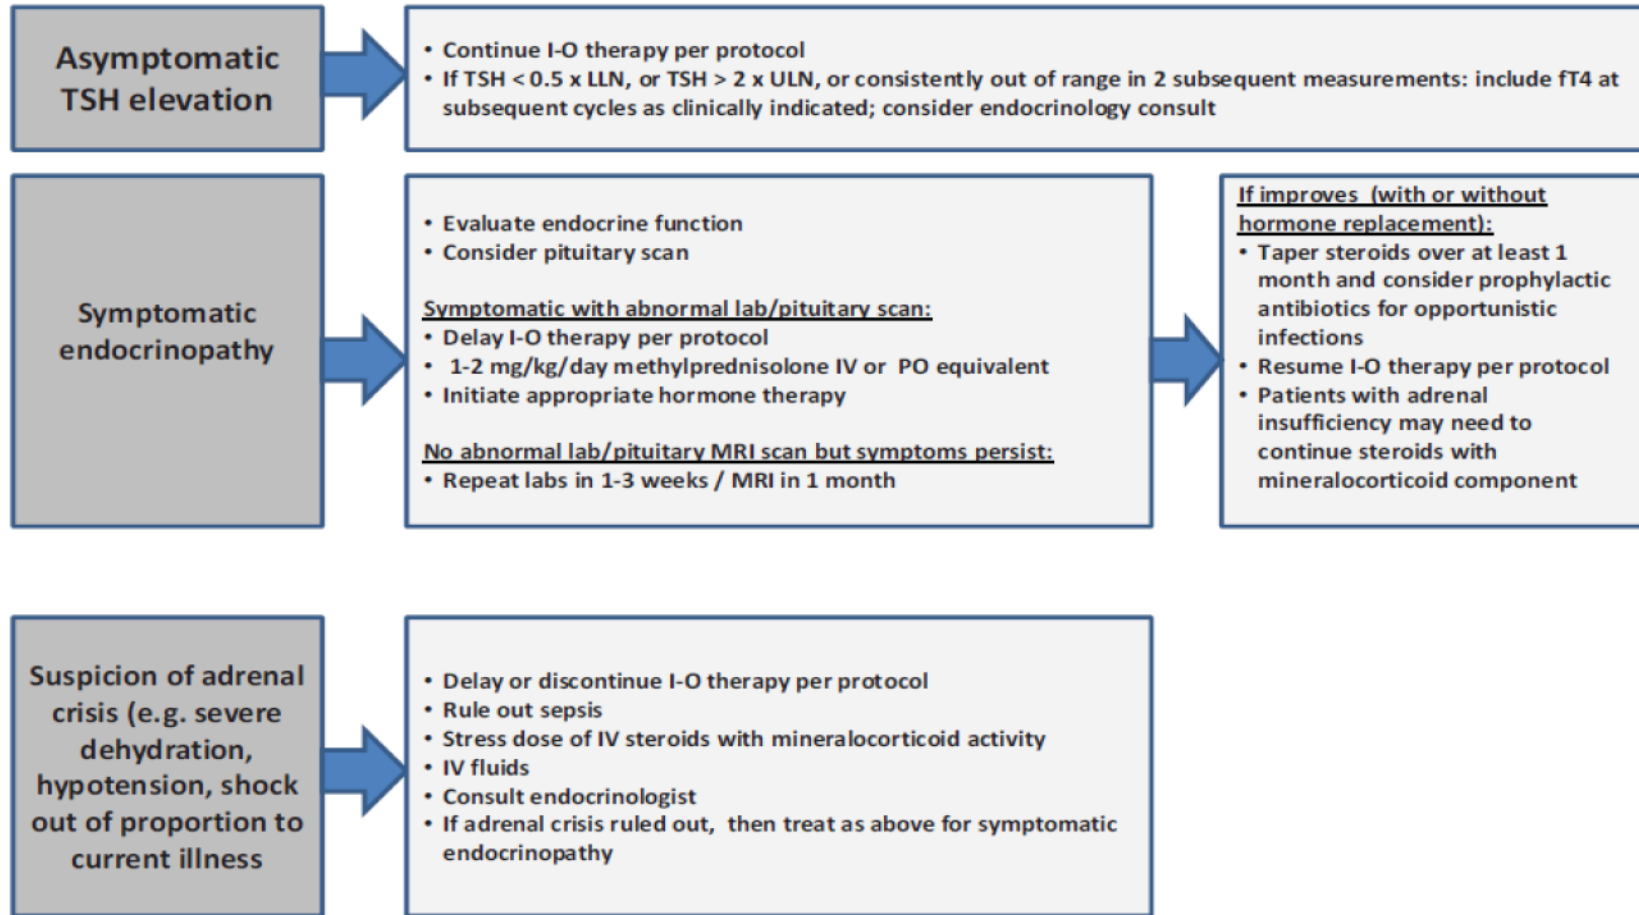 Asymptomatic
TSH elevation
• Continue I-O therapy per protocol
• If TSH < 0.5 x LLN, or TSH > 2 x ULN, or consistently out of range in 2 subsequent measurements: include fT4 at
subsequent cycles as clinically indicated; consider endocrinology consult
Symptomatic
endocrinopathy
• Evaluate endocrine function
• Consider pituitary scan
Symptomatic with abnormal lab/pituitary scan:
• Delay I-O therapy per protocol
• 1-2 mg/kg/day methylprednisolone IV or PO equivalent
• Initiate appropriate hormone therapy
No abnormal lab/pituitary MRI scan but symptoms persist:
• Repeat labs in 1-3 weeks / MRI in 1 month
If improves (with or without
hormone replacement):
• Taper steroids over at least 1
month and consider prophylactic
antibiotics for opportunistic
infections
• Resume I-O therapy per protocol
• Patients with adrenal
insufficiency may need to
continue steroids with
mineralocorticoid component
Suspicion of adrenal
crisis (e.g. severe
dehydration,
hypotension, shock
out of proportion to
current illness
• Delay or discontinue I-O therapy per protocol
• Rule out sepsis
• Stress dose of IV steroids with mineralocorticoid activity
• IV fluids
• Consult endocrinologist
• If adrenal crisis ruled out, then treat as above for symptomatic
endocrinopathy